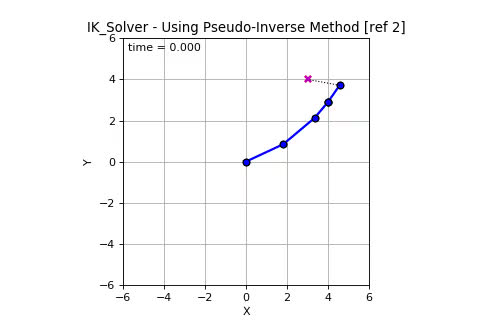 IK_Solver - Using Pseudo-Inverse Method [ref 2]
6
time = 0.000
4
2
Y
0
−2
−4
−6
−6 −4 −2 0 2 4 6
X